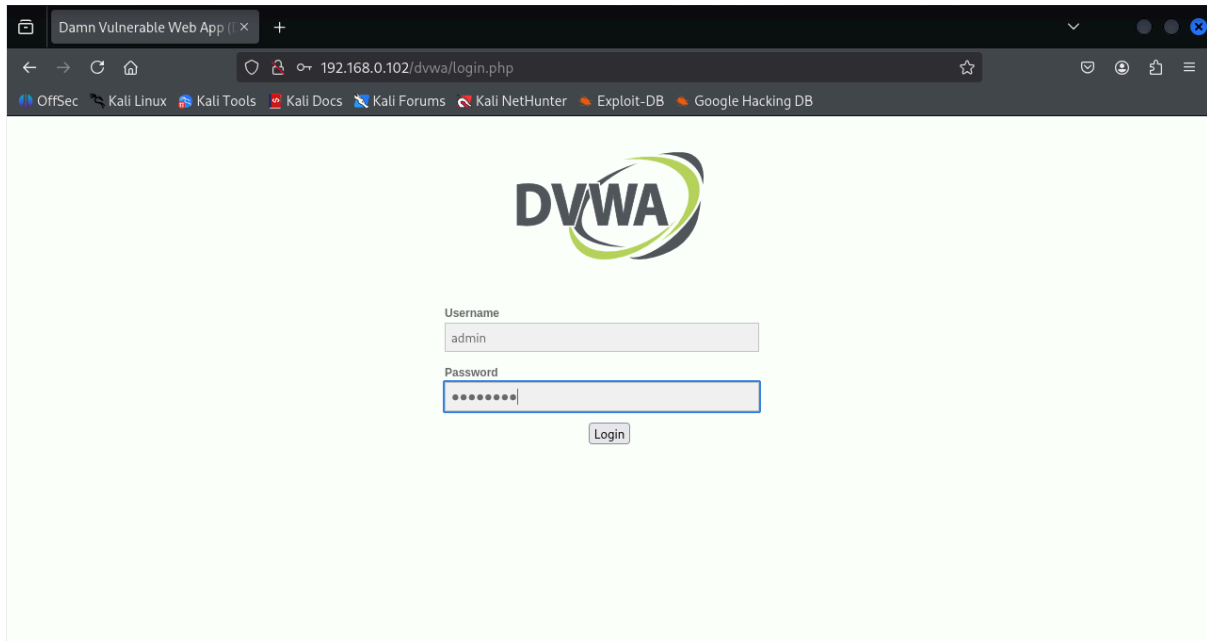 Damn Vulnerable Web App (
192.168.0.102/dvwa/login.php
OffSec Kali Linux Kali Tools Kali Docs Kali Forums Kali NetHunter Exploit-DB Google Hacking DB
DVWA
Username
admin
Password
Login